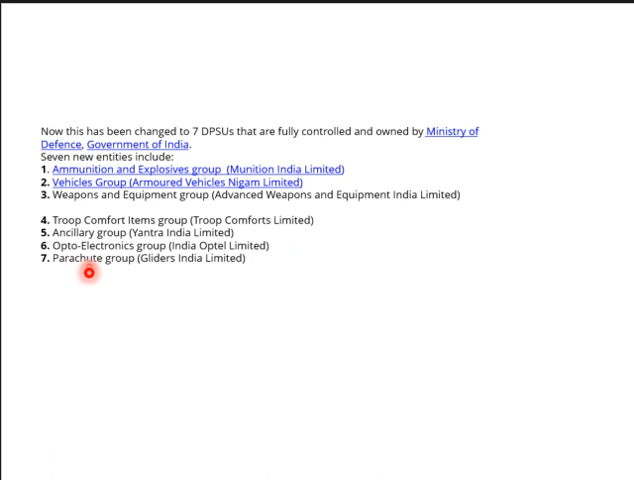 Now this has been changed to 7 DPSUs that are fully controlled and owned by Ministry of
Defence, Government of India.
Seven new entities include:
1. Ammunition and Explosives group (Munition India Limited)
2. Vehicles Group (Armoured Vehicles Nigam Limited)
3. Weapons and Equipment group (Advanced Weapons and Equipment India Limited)
4. Troop Comfort Items group (Troop Comforts Limited)
5. Ancillary group (Yantra India Limited)
6. Opto-Electronics group (India Optel Limited)
7. Parachute group (Gliders India Limited)